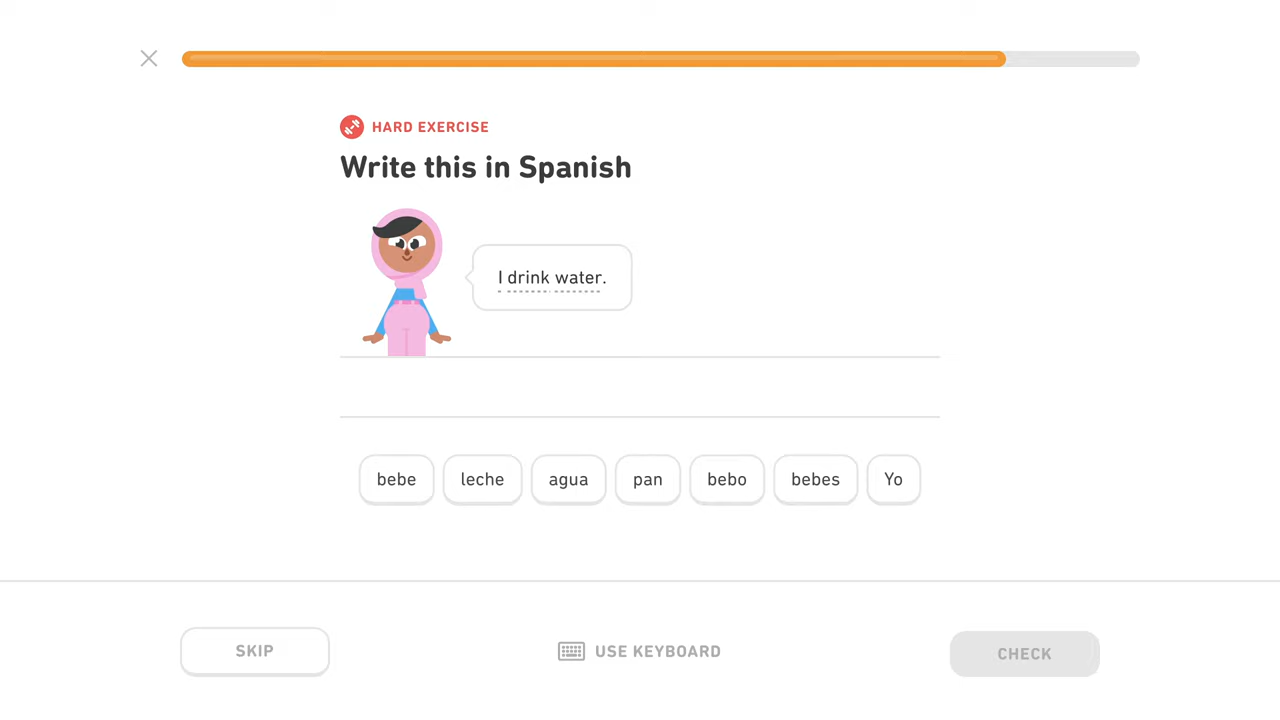 HARD EXERCISE
Write this in Spanish
I drink water.
bebe leche agua pan bebo bebes Yo
SKIP USE KEYBOARD CHECK